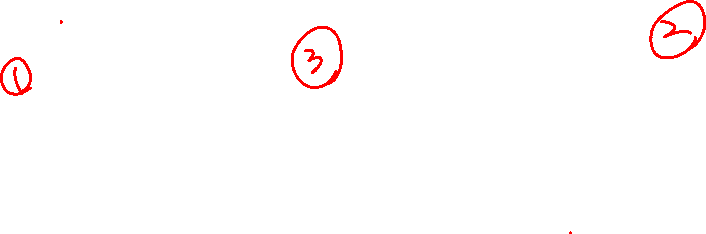 ① ③ ②